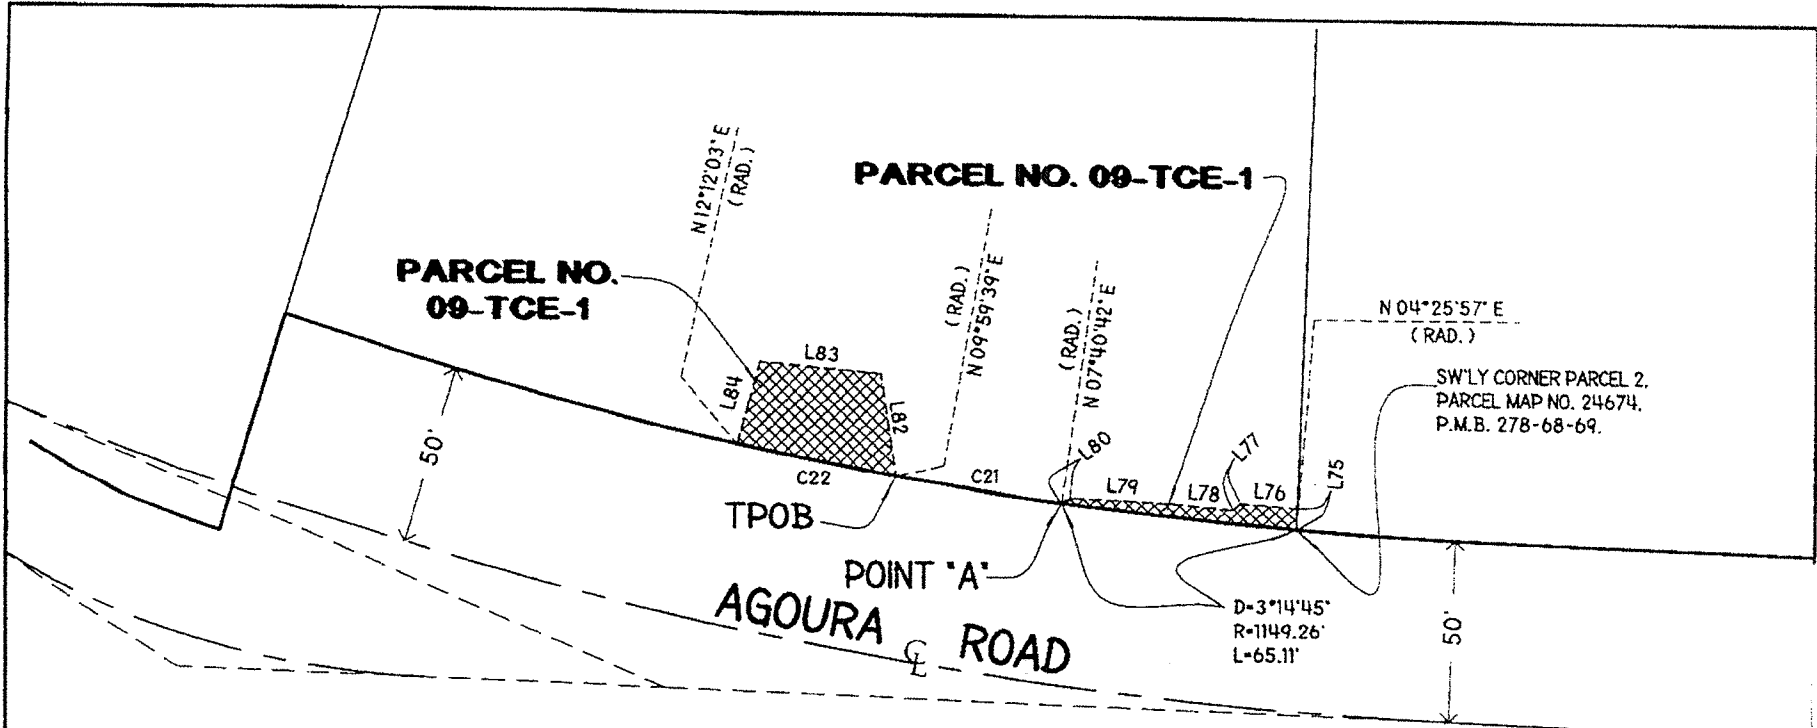 N 12°12'03" E
(RAD.)
PARCEL NO. 09-TCE-1
PARCEL NO.
09-TCE-1
(RAD.)
N 09°59'39" E
(RAD.)
N 07°40'42" E
N 04°25'57" E
(RAD.)
SW'LY CORNER PARCEL 2,
PARCEL MAP NO. 24674,
P.M.B. 278-68-69.
L83
L84
L82
L80
L79
L78
L77
L76
L75
C22
C21
50'
TPOB
POINT "A"
AGOURA ROAD
CL
D=3°14'45"
R=1149.26'
L=65.11'
50'